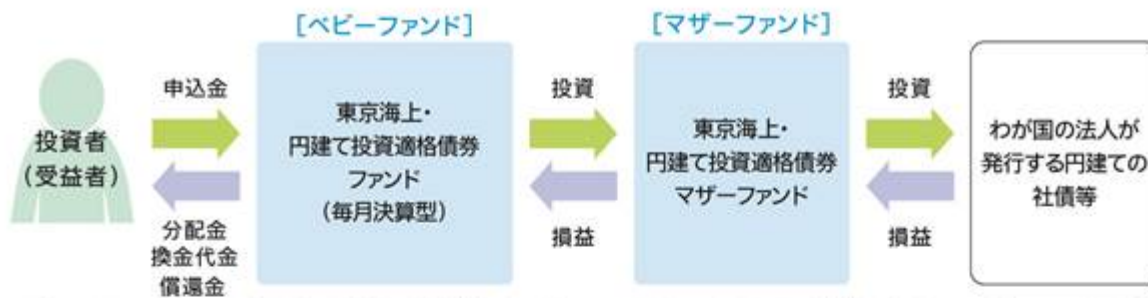 [ベビーファンド]
[マザーファンド]
投資者
(受益者)
申込金
分配金
換金代金
償還金
東京海上・
円建て投資適格債券
ファンド
(毎月決算型)
投資
損益
東京海上・
円建て投資適格債券
マザーファンド
投資
損益
わが国の法人が
発行する円建ての
社債等